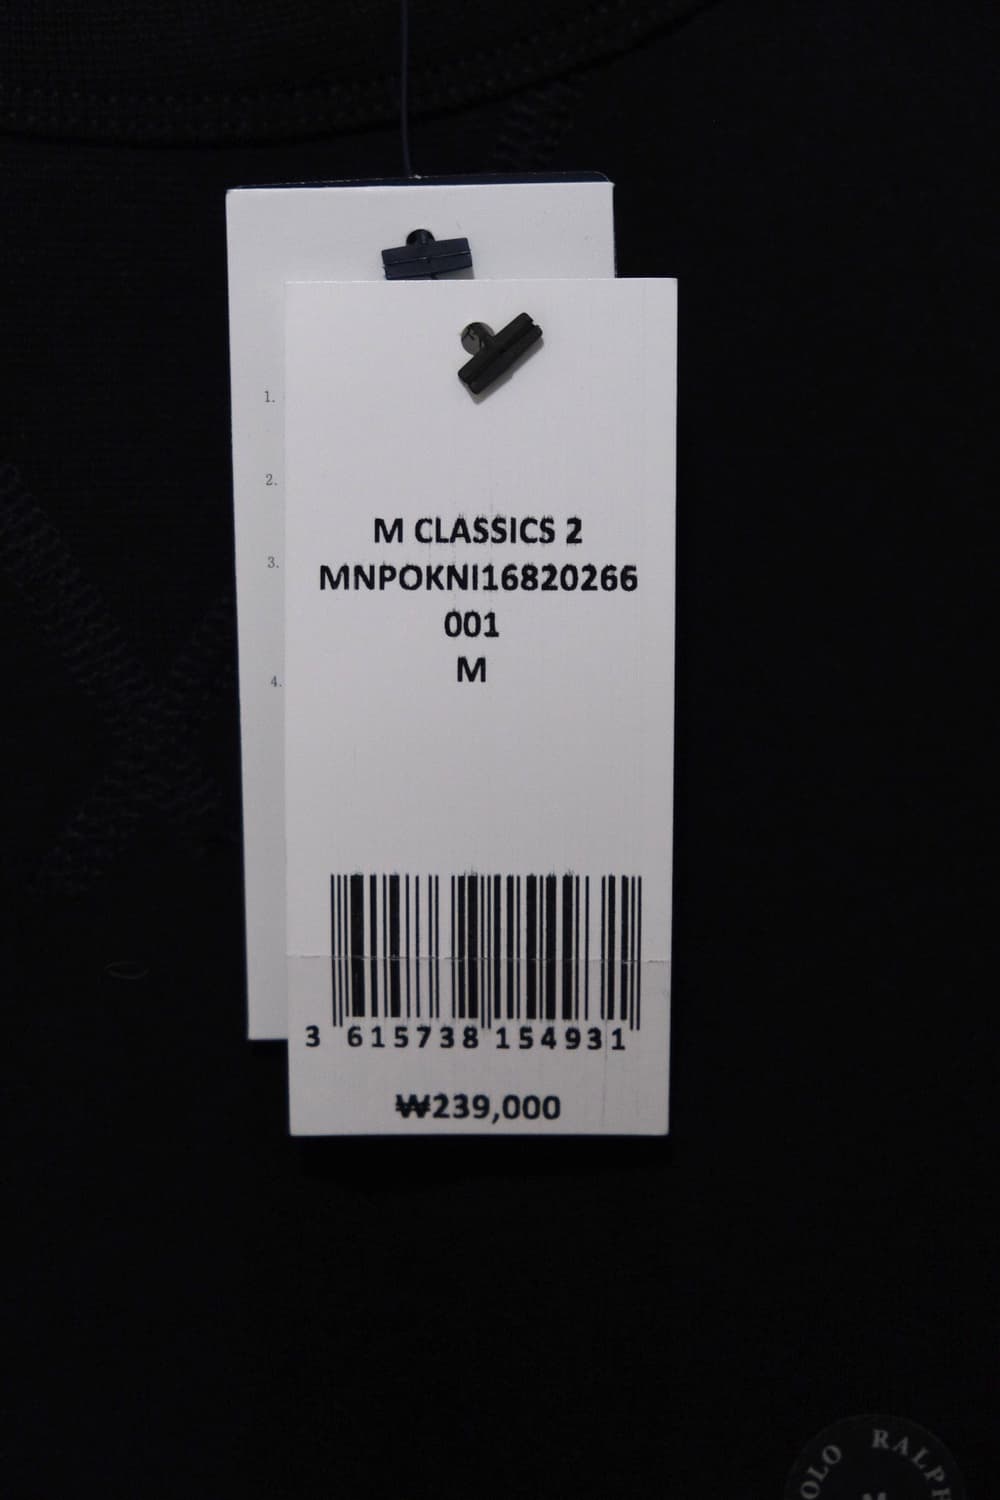 1.
2.
3.
4.
M CLASSICS 2
MNPOKNI16820266
001
M
3 615738 154931
₩239,000
OLO RALP
M